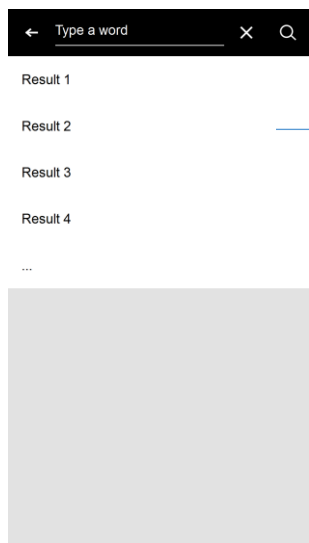 Type a word
Result 1
Result 2
Result 3
Result 4
...